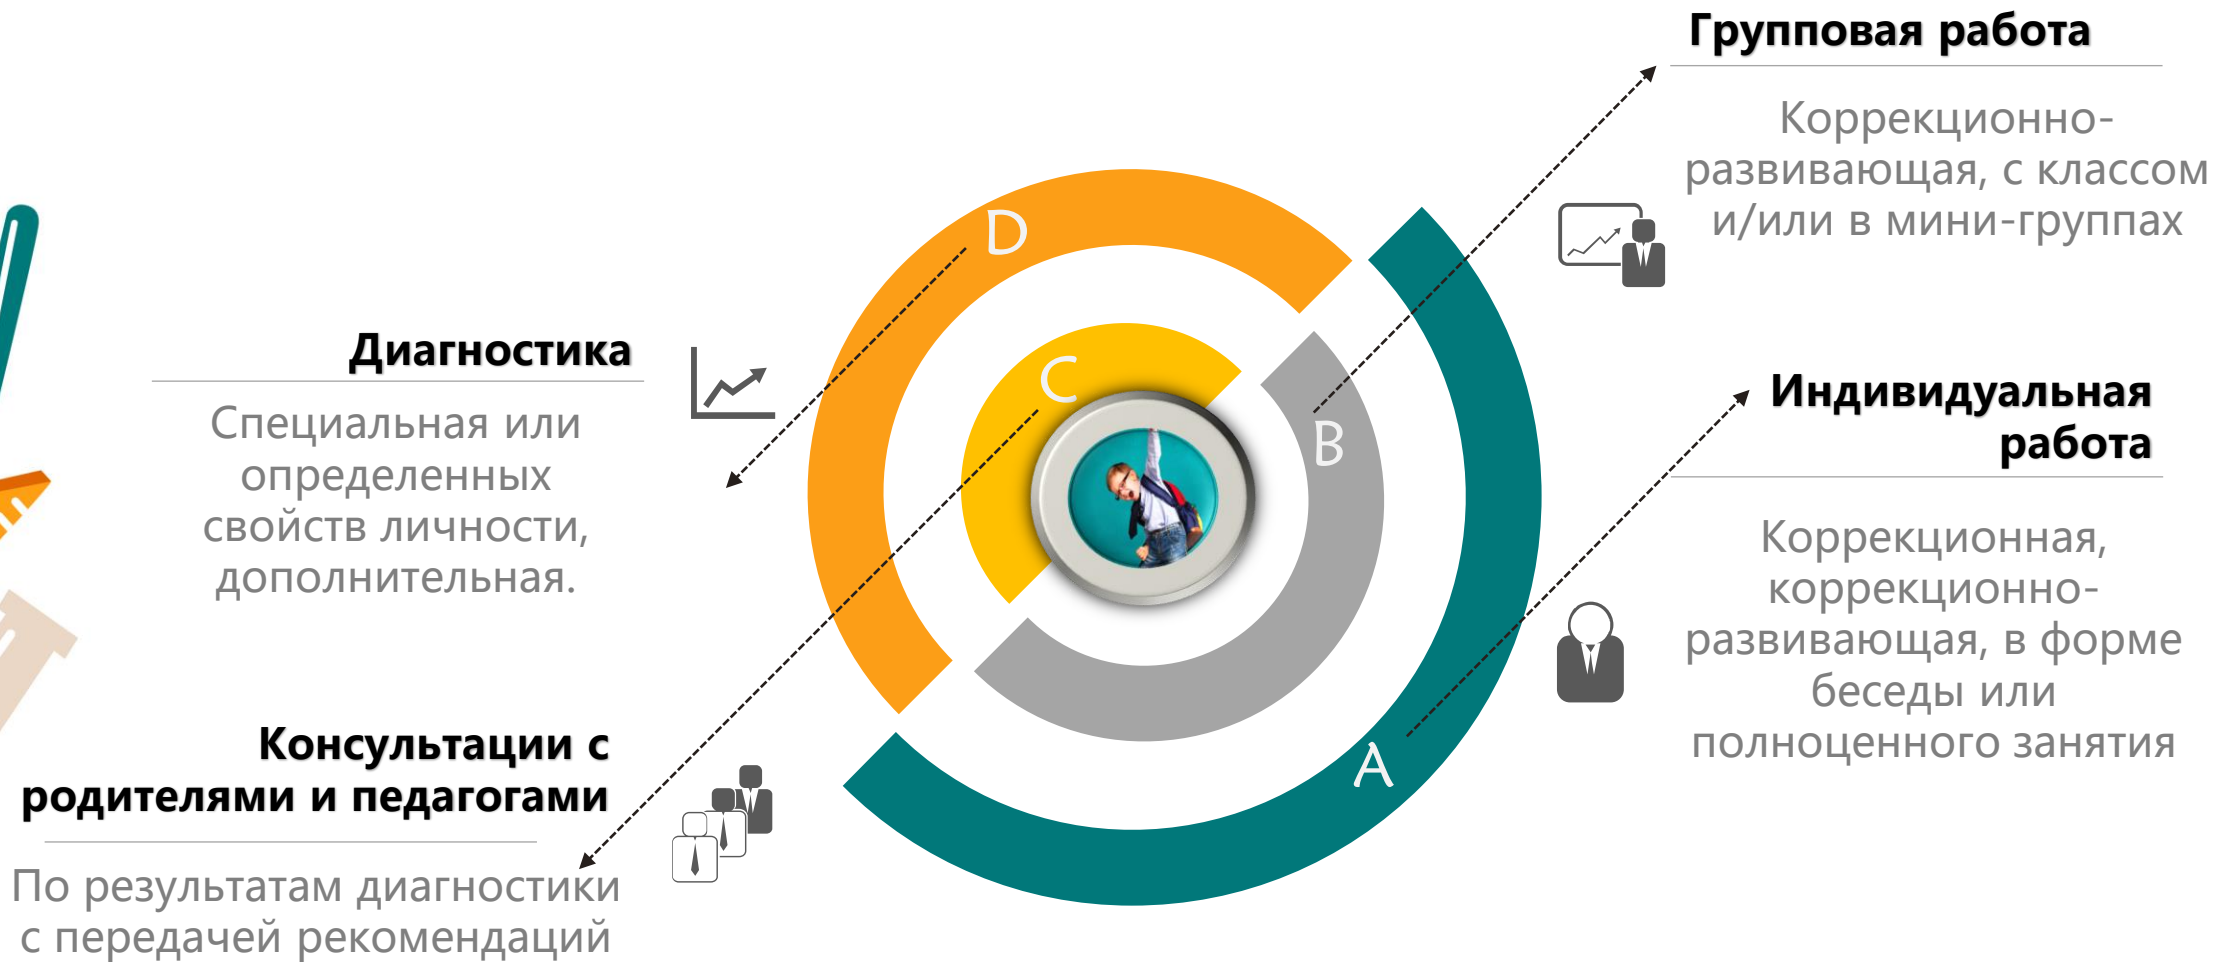 Групповая работа
Коррекционно-
развивающая, с классом
и/или в мини-группах
D
Диагностика
Специальная или
определенных
свойств личности,
дополнительная.
C
B
Индивидуальная
работа
Коррекционная,
коррекционно-
развивающая, в форме
беседы или
полноценного занятия
A
Консультации с
родителями и педагогами
По результатам диагностики
с передачей рекомендаций